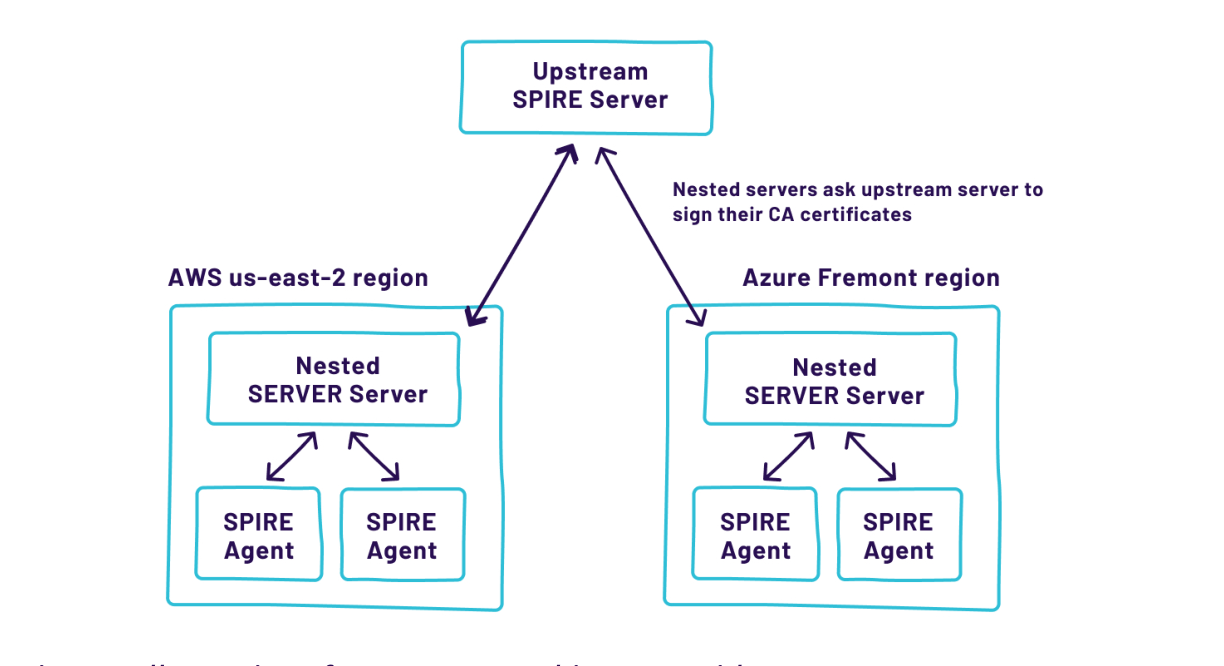 Upstream
SPIRE Server
Nested servers ask upstream server to
sign their CA certificates
AWS us-east-2 region
Azure Fremont region
Nested
SERVER Server
Nested
SERVER Server
SPIRE
Agent
SPIRE
Agent
SPIRE
Agent
SPIRE
Agent